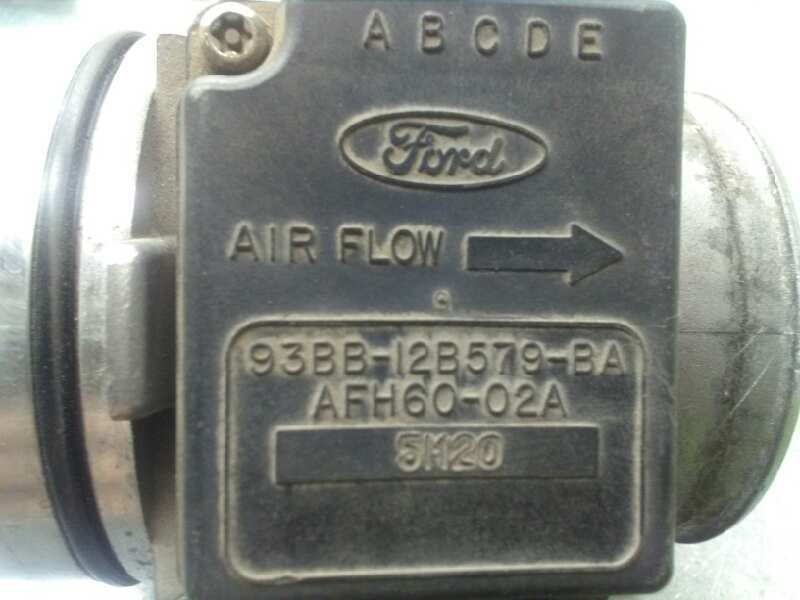 A B C D E
Ford
AIR FLOW
93BB-12B579-BA
AFH60-02A
5M20